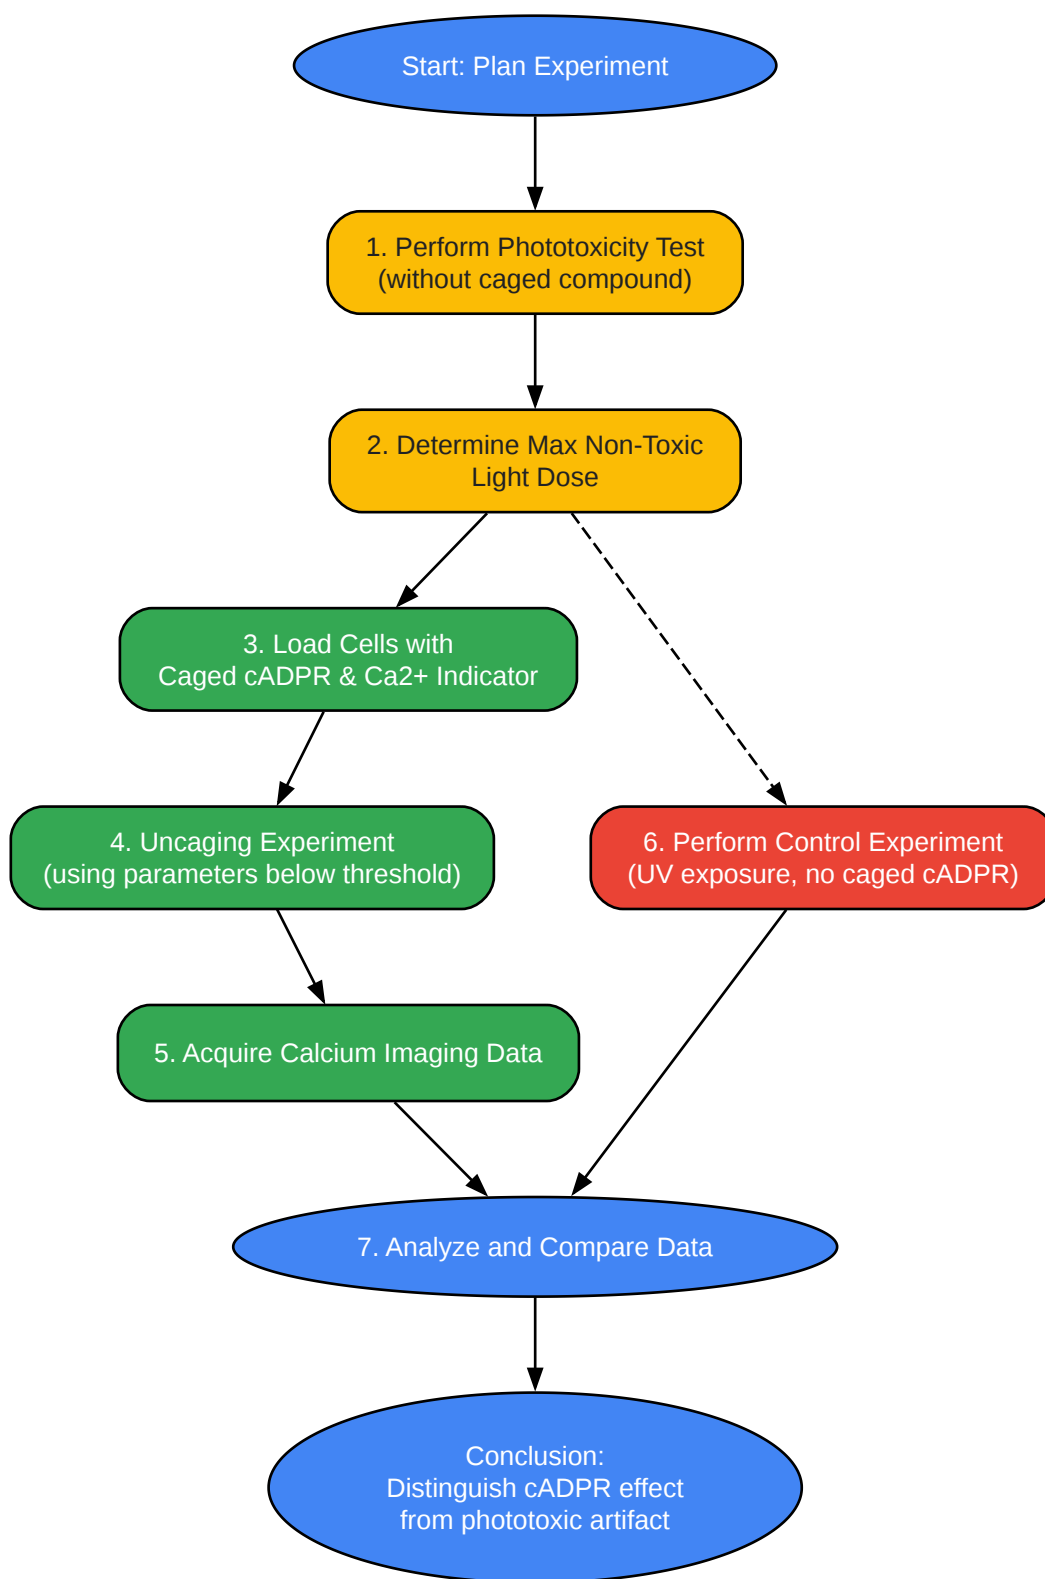 Start: Plan Experiment
1. Perform Phototoxicity Test
(without caged compound)
2. Determine Max Non-Toxic
Light Dose
3. Load Cells with
Caged cADPR & Ca2+ Indicator
4. Uncaging Experiment
(using parameters below threshold)
6. Perform Control Experiment
(UV exposure, no caged cADPR)
5. Acquire Calcium Imaging Data
7. Analyze and Compare Data
Conclusion:
Distinguish cADPR effect
from phototoxic artifact